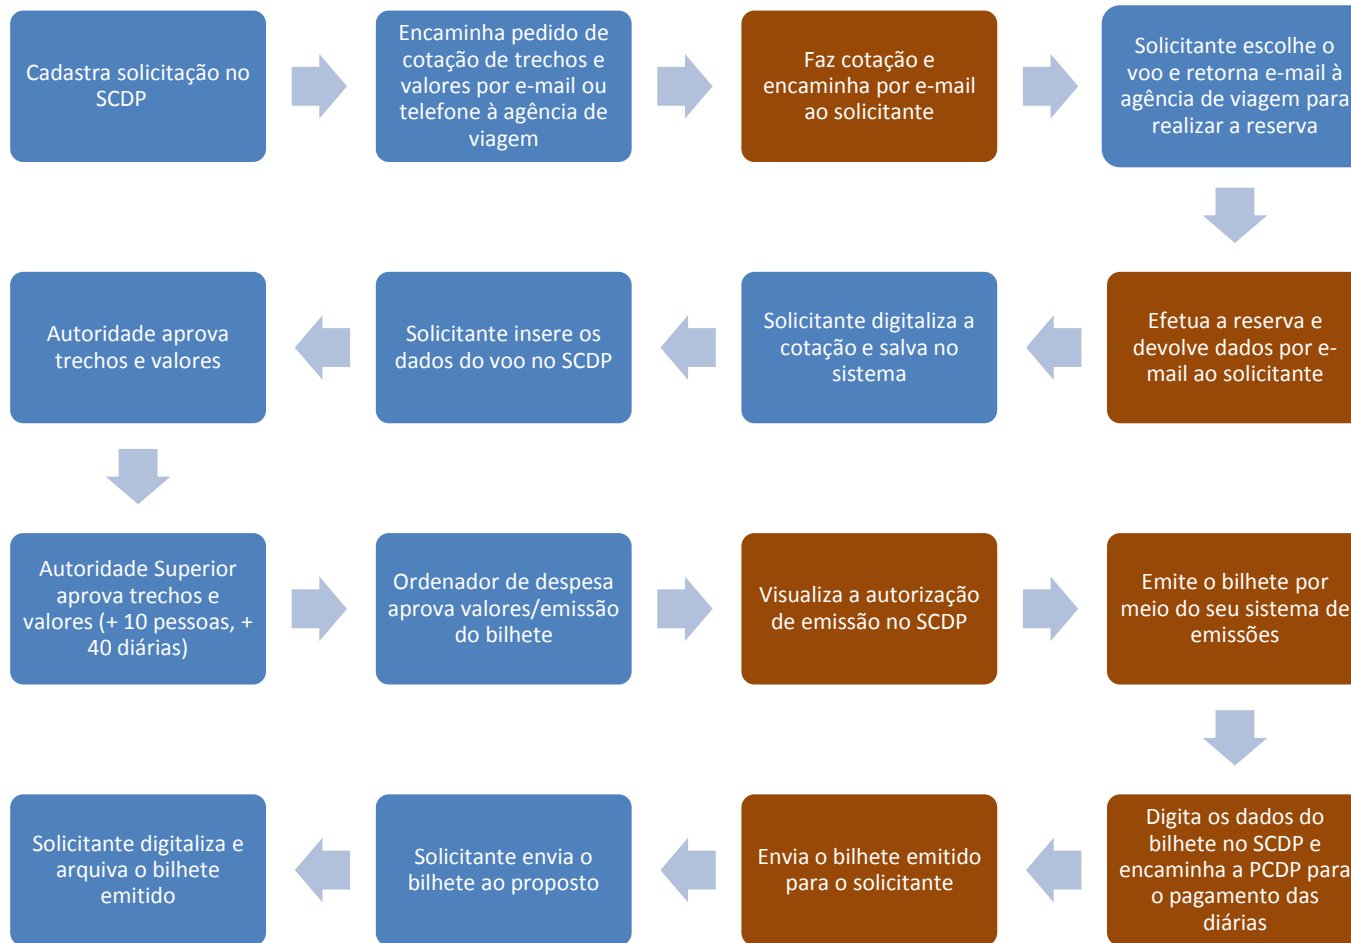 Cadastra solicitação no
SCDP
Encaminha pedido de
cotação de trechos e
valores por e-mail ou
telefone à agência de
viagem
Faz cotação e
encaminha por e-mail
ao solicitante
Solicitante escolhe o
voo e retorna e-mail à
agência de viagem para
realizar a reserva
Autoridade aprova
trechos e valores
Solicitante insere os
dados do voo no SCDP
Solicitante digitaliza a
cotação e salva no
sistema
Efetua a reserva e
devolve dados por e-
mail ao solicitante
Autoridade Superior
aprova trechos e
valores (+ 10 pessoas, +
40 diárias)
Ordenador de despesa
aprova valores/emissão
do bilhete
Visualiza a autorização
de emissão no SCDP
Emite o bilhete por
meio do seu sistema de
emissões
Solicitante digitaliza e
arquiva o bilhete
emitido
Solicitante envia o
bilhete ao proposto
Envia o bilhete emitido
para o solicitante
Digita os dados do
bilhete no SCDP e
encaminha a PCDP para
o pagamento das
diárias